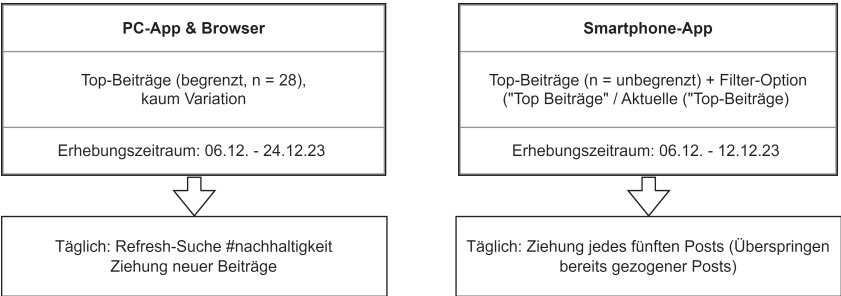 PC-App & Browser
Top-Beiträge (begrenzt, n = 28),
kaum Variation
Erhebungszeitraum: 06.12. - 24.12.23
Täglich: Refresh-Suche #nachhaltigkeit
Ziehung neuer Beiträge
Smartphone-App
Top-Beiträge (n = unbegrenzt) + Filter-Option
("Top Beiträge" / Aktuelle ("Top-Beiträge)
Erhebungszeitraum: 06.12. - 12.12.23
Täglich: Ziehung jedes fünften Posts (Überspringen
bereits gezogener Posts)